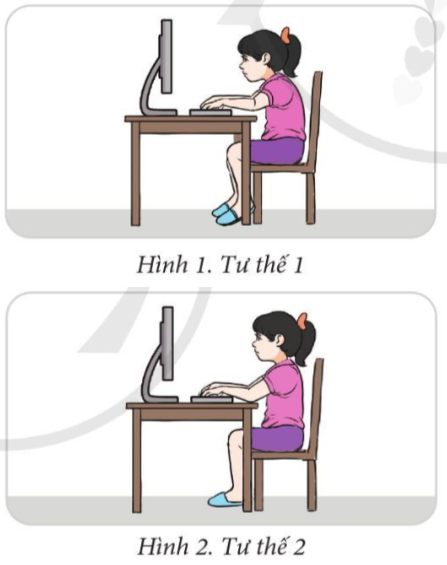 Hình 1. Tư thế 1
Hình 2. Tư thế 2